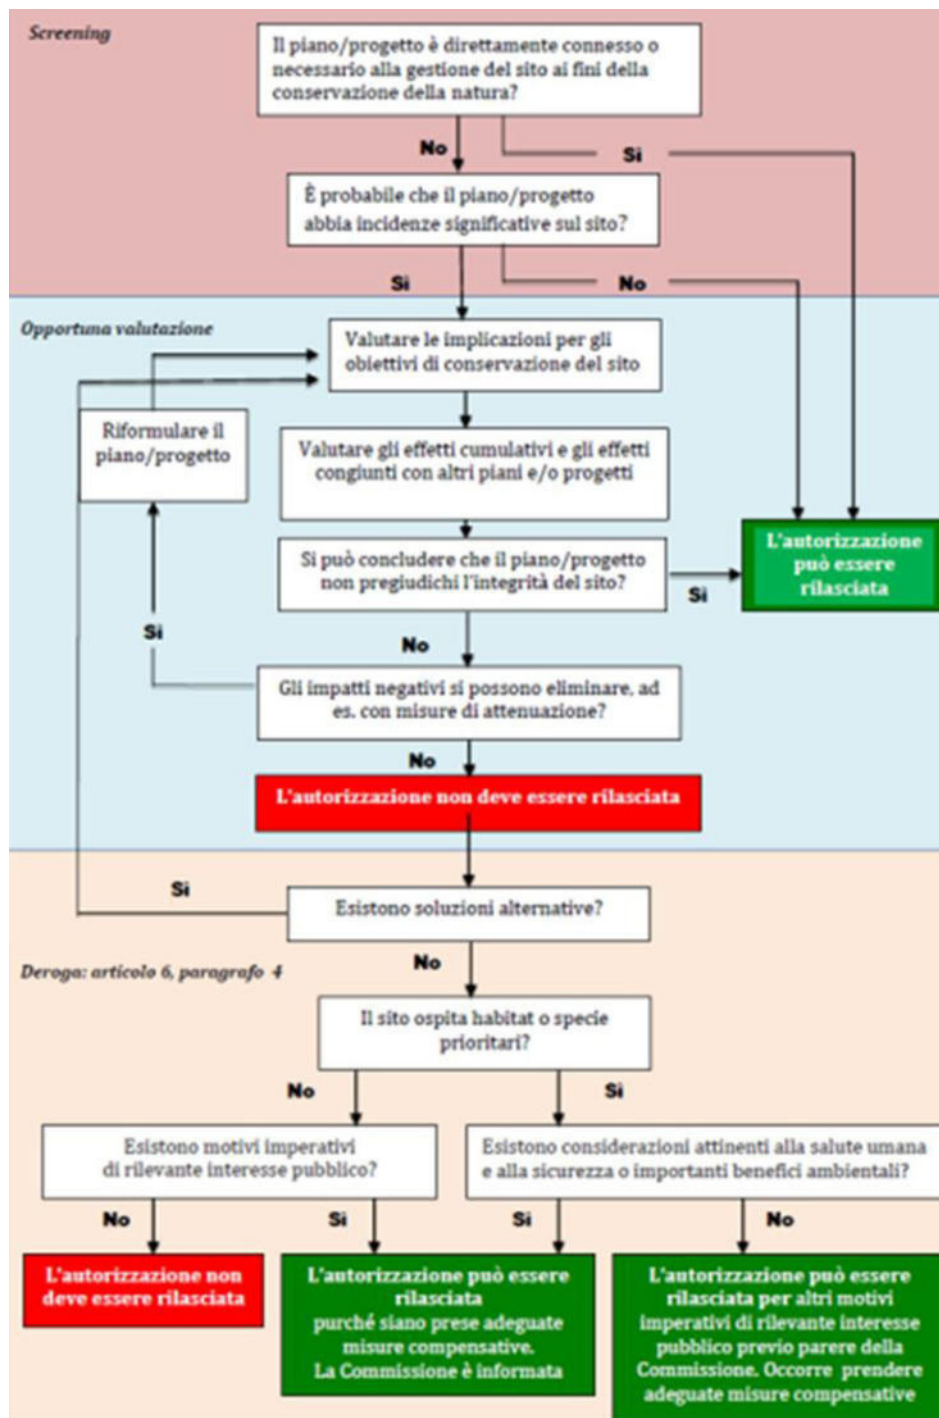 Screening
Il piano/progetto è direttamente connesso o
necessario alla gestione del sito ai fini della
conservazione della natura?
No
Sì
È probabile che il piano/progetto
abbia incidenze significative sul sito?
Sì
No
Opportuna valutazione
Valutare le implicazioni per gli
obiettivi di conservazione del sito
Riformulare il
piano/progetto
Valutare gli effetti cumulativi e gli effetti
congiunti con altri piani e/o progetti
Si può concludere che il piano/progetto
non pregiudichi l'integrità del sito?
Sì
L'autorizzazione
può essere
rilasciata
Sì
No
Gli impatti negativi si possono eliminare, ad
es. con misure di attenuazione?
No
L'autorizzazione non deve essere rilasciata
Sì
Esistono soluzioni alternative?
No
Deroga: articolo 6, paragrafo 4
Il sito ospita habitat o specie
prioritari?
No
Sì
Esistono motivi imperativi
di rilevante interesse pubblico?
Esistono considerazioni attinenti alla salute umana
e alla sicurezza o importanti benefici ambientali?
No
Sì
Sì
No
L'autorizzazione non
deve essere rilasciata
L'autorizzazione può essere
rilasciata
purché siano prese adeguate
misure compensative.
La Commissione è informata
L'autorizzazione può essere
rilasciata per altri motivi
imperativi di rilevante interesse
pubblico previo parere della
Commissione. Occorre prendere
adeguate misure compensative